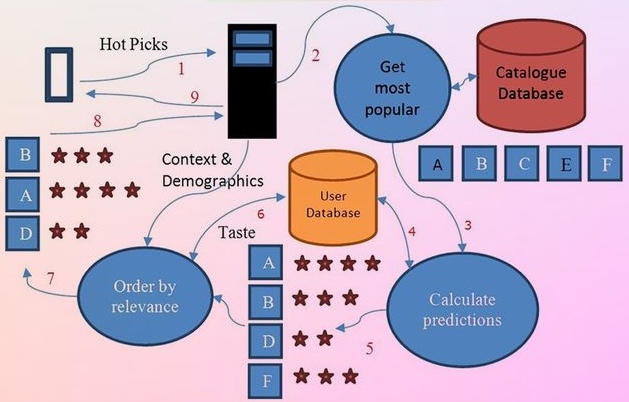 Hot Picks
1
2
9
8
Get
most
popular
Catalogue
Database
A B C E F
B
A
D
Context &
Demographics
User
Database
6
Taste
4
3
Order by
relevance
7
A
B
D
F
5
Calculate
predictions